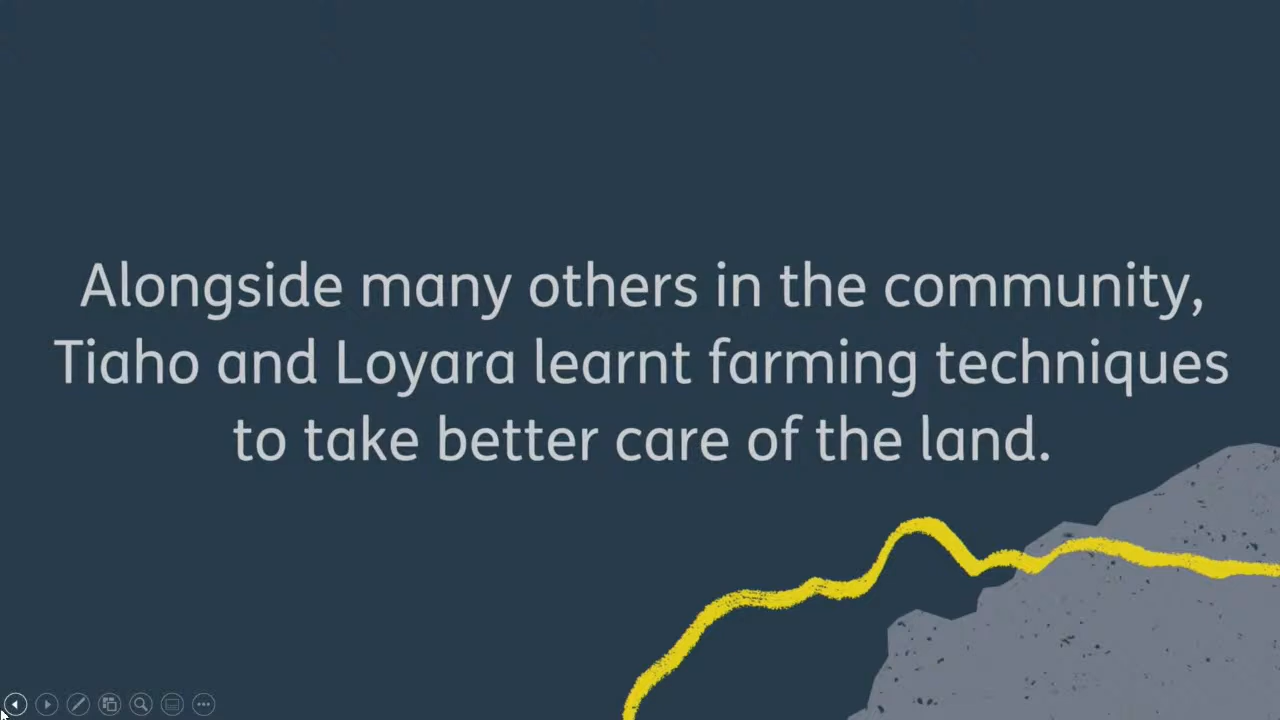 Alongside many others in the community,
Tiaho and Loyara learnt farming techniques
to take better care of the land.